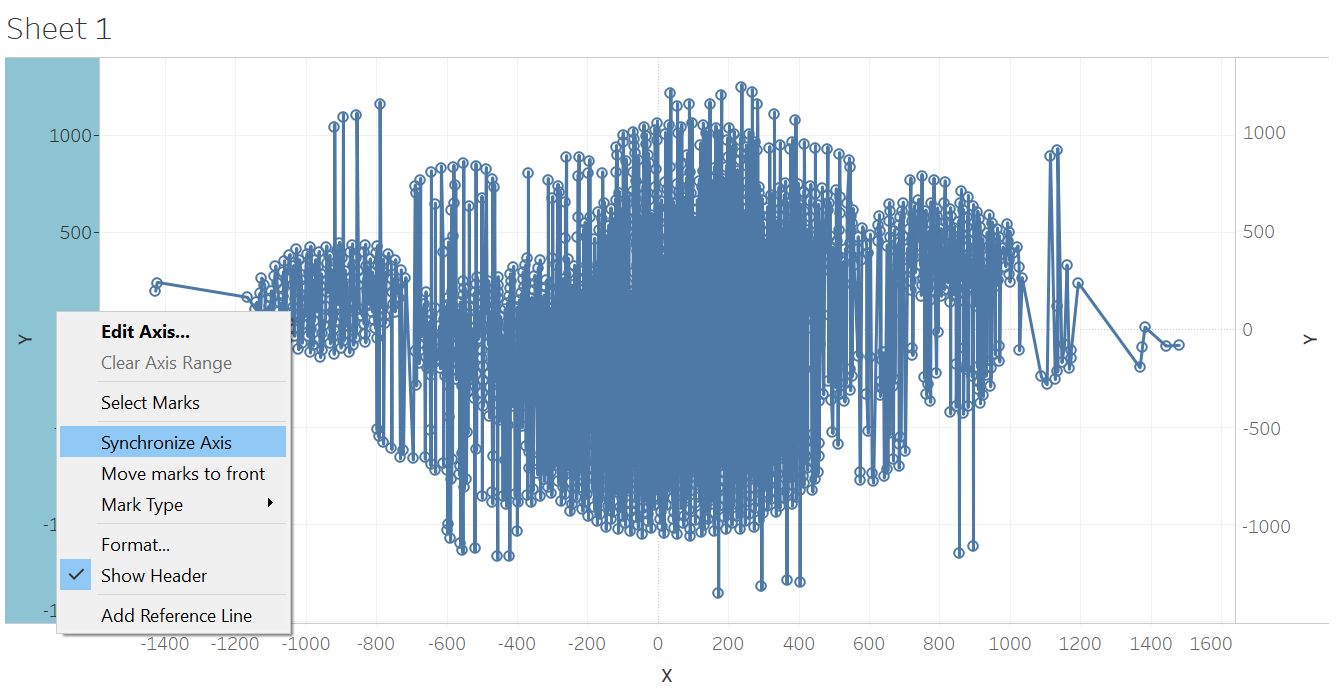 Sheet 1
1000
500
Y
Edit Axis...
Clear Axis Range
Select Marks
Synchronize Axis
Move marks to front
Mark Type
Format...
Show Header
Add Reference Line
1000
500
0
-500
-1000
Y
-1400 -1200 -1000 -800 -600 -400 -200 0 200 400 600 800 1000 1200 1400 1600
X